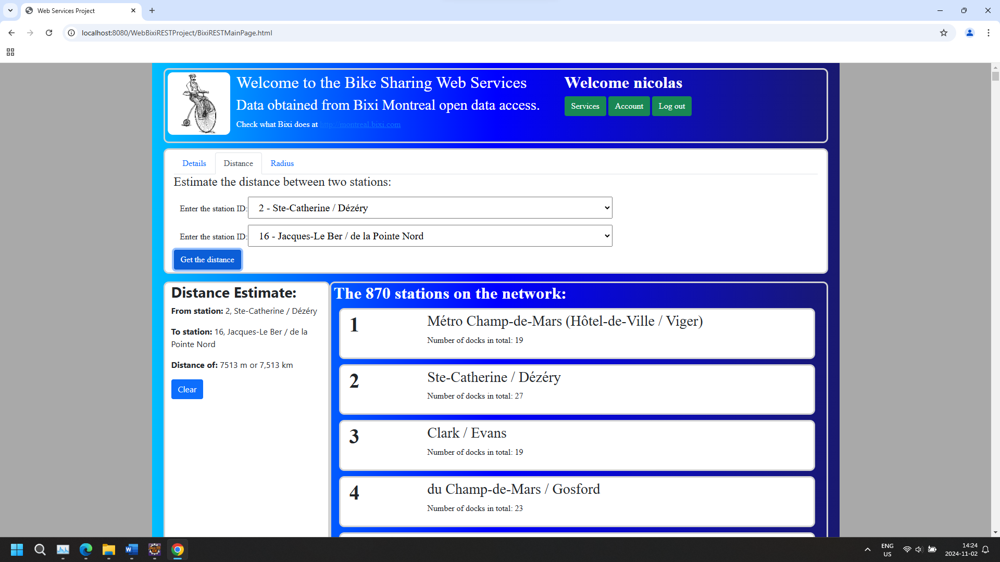 Web Services Project
localhost:8080/WebBixiRESTProject/BixiRESTMainPage.html
Welcome to the Bike Sharing Web Services
Data obtained from Bixi Montreal open data access.
Check what Bixi does at http://montreal.bixi.com
Welcome nicolas
Services
Account
Log out
Details
Distance
Radius
Estimate the distance between two stations:
Enter the station ID: 2 - Ste-Catherine / Dézéry
Enter the station ID: 16 - Jacques-Le Ber / de la Pointe Nord
Get the distance
Distance Estimate:
From station: 2, Ste-Catherine / Dézéry
To station: 16, Jacques-Le Ber / de la
Pointe Nord
Distance of: 7513 m or 7,513 km
Clear
The 870 stations on the network:
1
Métro Champ-de-Mars (Hôtel-de-Ville / Viger)
Number of docks in total: 19
2
Ste-Catherine / Dézéry
Number of docks in total: 27
3
Clark / Evans
Number of docks in total: 19
4
du Champ-de-Mars / Gosford
Number of docks in total: 23
ENG
US
14:24
2024-11-02